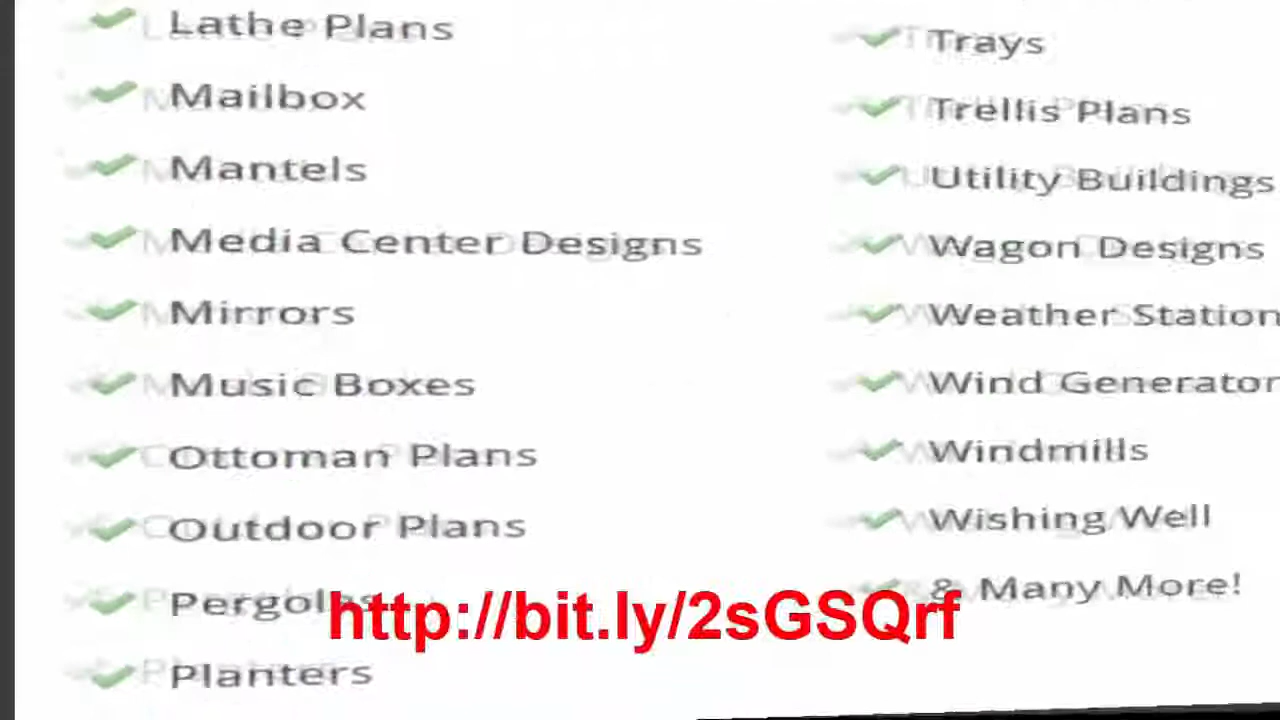 Lathe Plans
Mailbox
Mantels
Media Center Designs
Mirrors
Music Boxes
Ottoman Plans
Outdoor Plans
Pergolas
Planters
Trays
Trellis Plans
Utility Buildings
Wagon Designs
Weather Station
Wind Generator
Windmills
Wishing Well
& Many More!
http://bit.ly/2sGSQrf